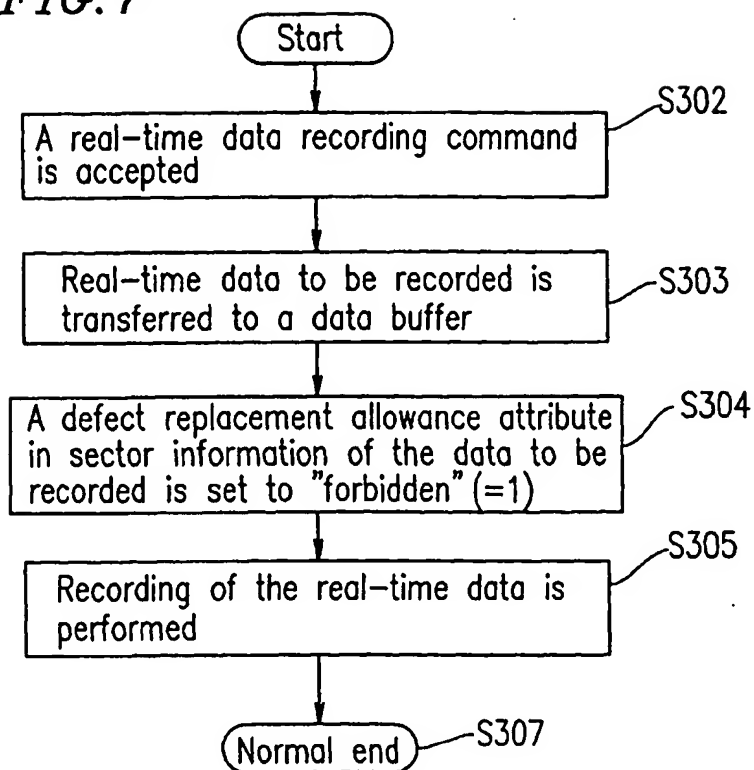 FIG. 7
Start
S302
A real-time data recording command
is accepted
S303
Real-time data to be recorded is
transferred to a data buffer
S304
A defect replacement allowance attribute
in sector information of the data to be
recorded is set to "forbidden" (=1)
S305
Recording of the real-time data is
performed
Normal end
S307